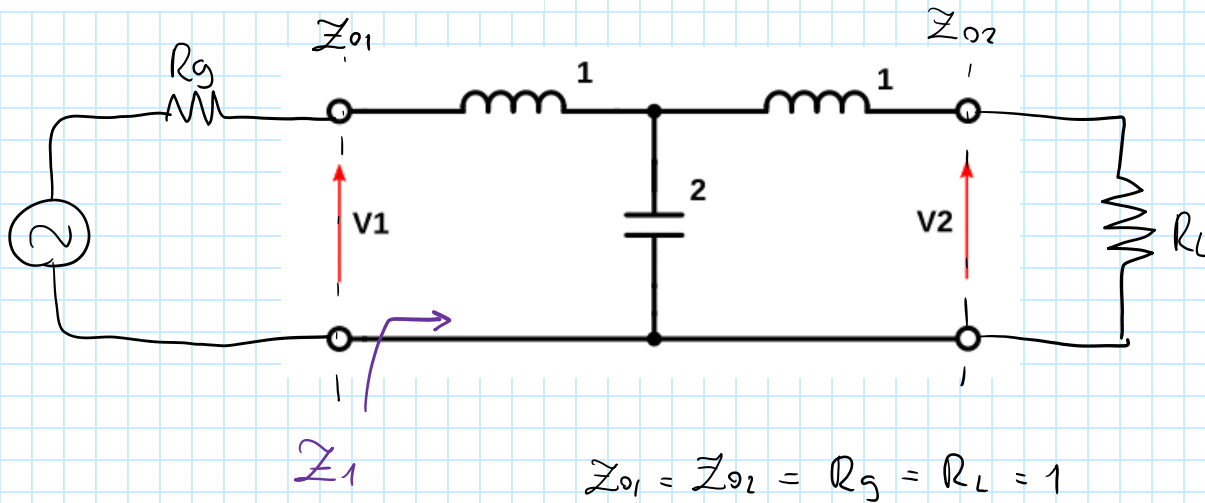 Z01
Z02
Rg
1
1
2
V1
V2
RL
Z1
Z01 = Z02 = Rg = RL = 1